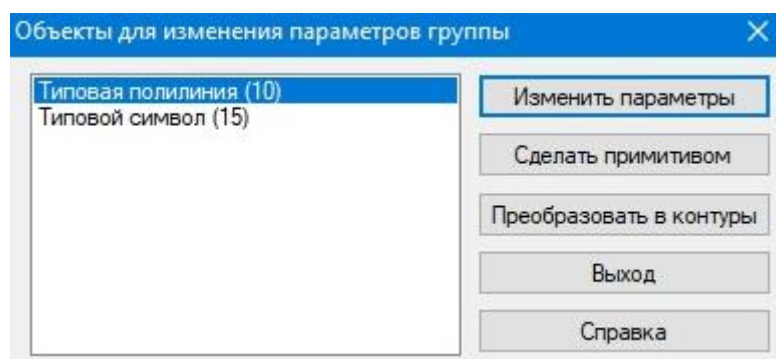 Объекты для изменения параметров группы
Типовая полилиния (10)
Типовой символ (15)
Изменить параметры
Сделать примитивом
Преобразовать в контуры
Выход
Справка